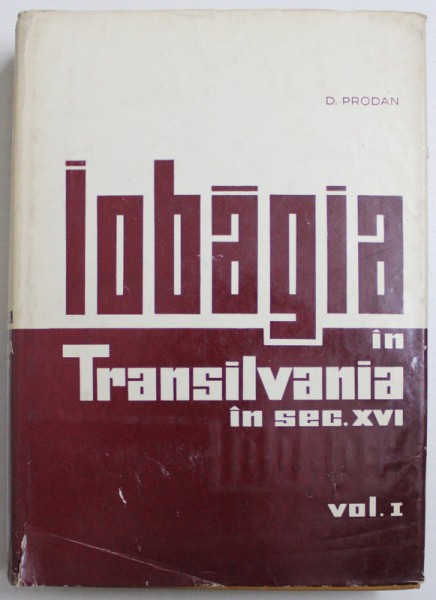 D. PRODAN
iobăgia
în
Transilvania
în sec. XVI
vol. I